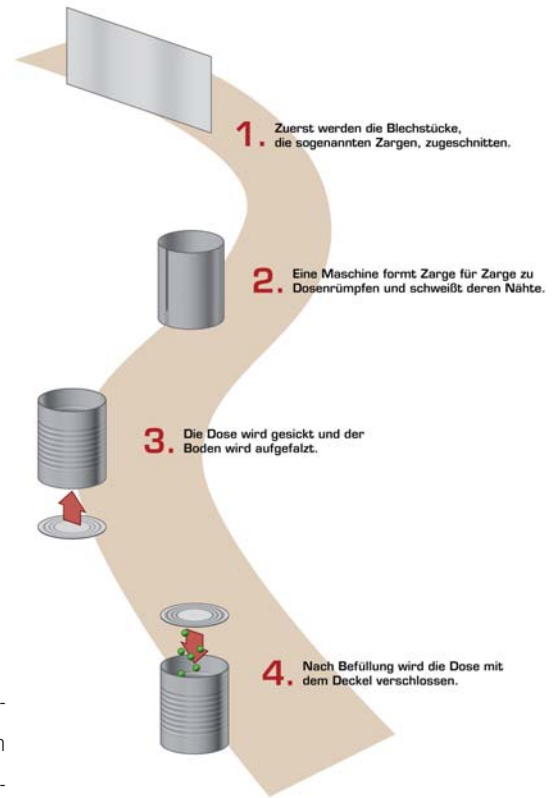 1. Zuerst werden die Blechstücke,
die sogenannten Zargen, zugeschnitten.
2. Eine Maschine formt Zarge für Zarge zu
Dosenrümpfen und schweißt deren Nähte.
3. Die Dose wird gesickt und der
Boden wird aufgefalzt.
4. Nach Befüllung wird die Dose mit
dem Deckel verschlossen.
-
n
-